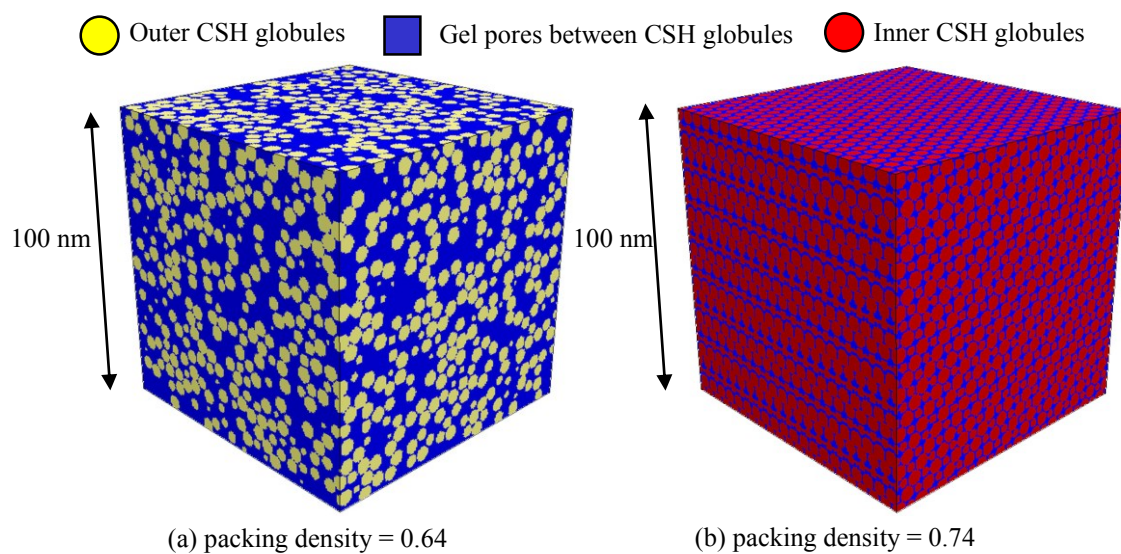 Outer CSH globules
Gel pores between CSH globules
Inner CSH globules
100 nm
100 nm
(a) packing density = 0.64
(b) packing density = 0.74